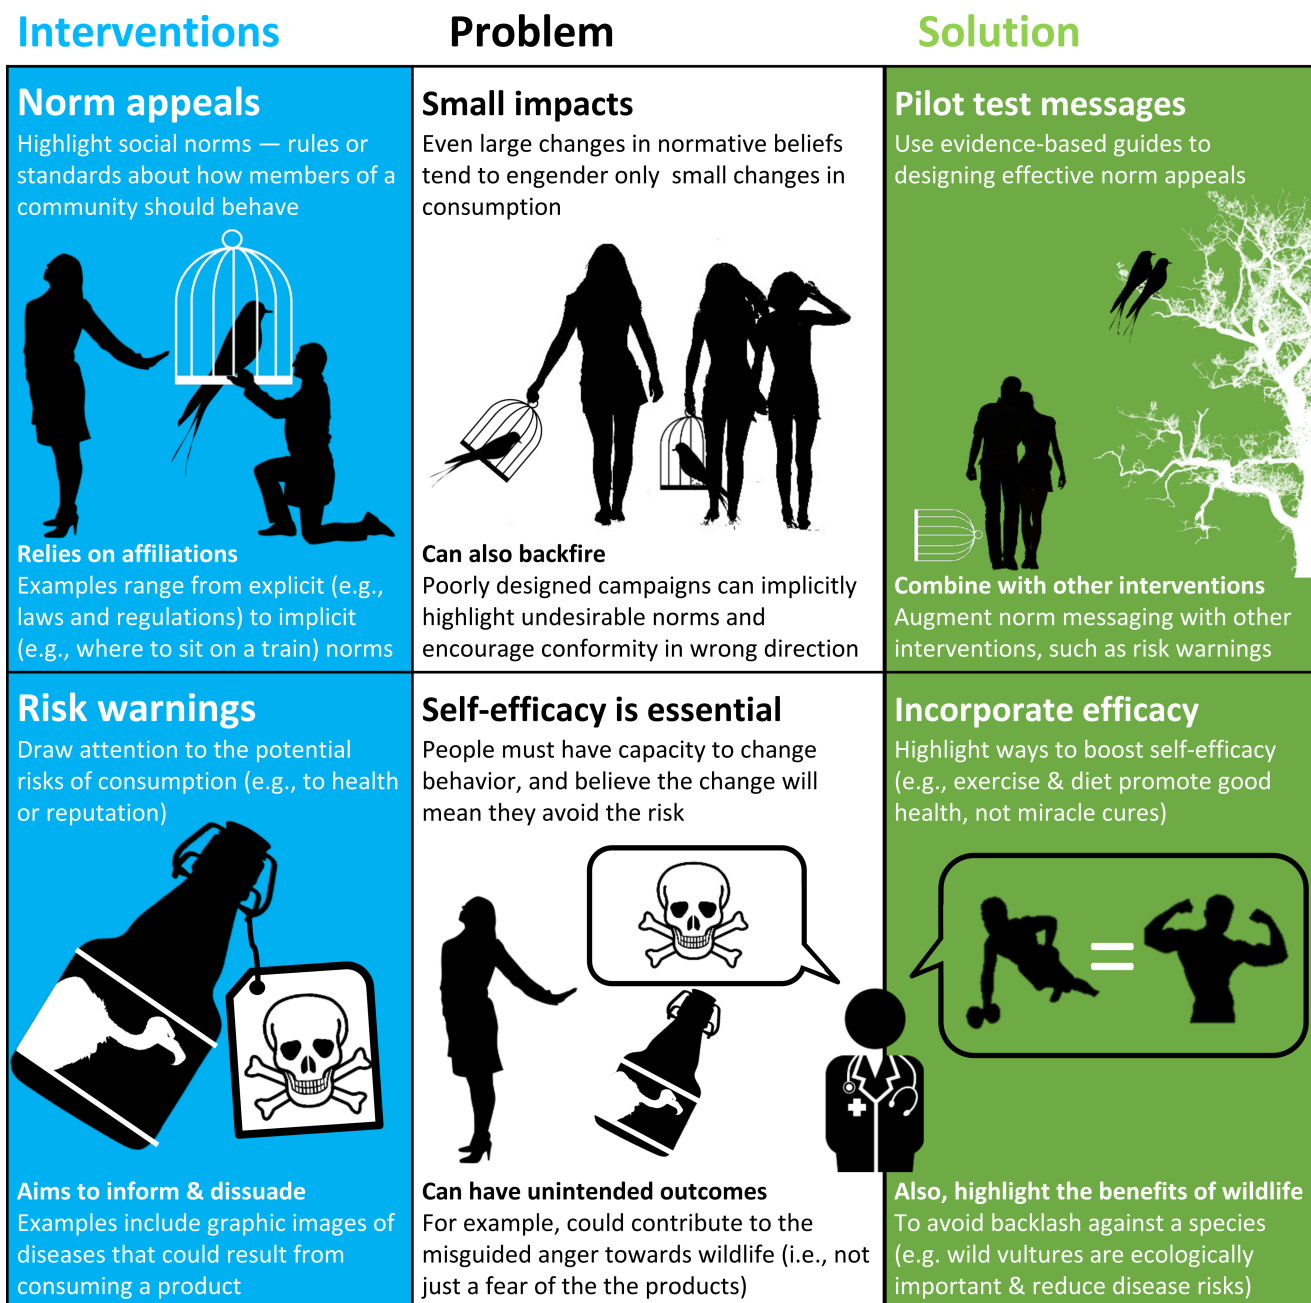 Interventions
Problem
Solution
Norm appeals
Highlight social norms — rules or
standards about how members of a
community should behave
Relies on affiliations
Examples range from explicit (e.g.,
laws and regulations) to implicit
(e.g., where to sit on a train) norms
Small impacts
Even large changes in normative beliefs
tend to engender only small changes in
consumption
Can also backfire
Poorly designed campaigns can implicitly
highlight undesirable norms and
encourage conformity in wrong direction
Pilot test messages
Use evidence-based guides to
designing effective norm appeals
Combine with other interventions
Augment norm messaging with other
interventions, such as risk warnings
Risk warnings
Draw attention to the potential
risks of consumption (e.g., to health
or reputation)
Aims to inform & dissuade
Examples include graphic images of
diseases that could result from
consuming a product
Self-efficacy is essential
People must have capacity to change
behavior, and believe the change will
mean they avoid the risk
Can have unintended outcomes
For example, could contribute to the
misguided anger towards wildlife (i.e., not
just a fear of the the products)
Incorporate efficacy
Highlight ways to boost self-efficacy
(e.g., exercise & diet promote good
health, not miracle cures)
Also, highlight the benefits of wildlife
To avoid backlash against a species
(e.g. wild vultures are ecologically
important & reduce disease risks)